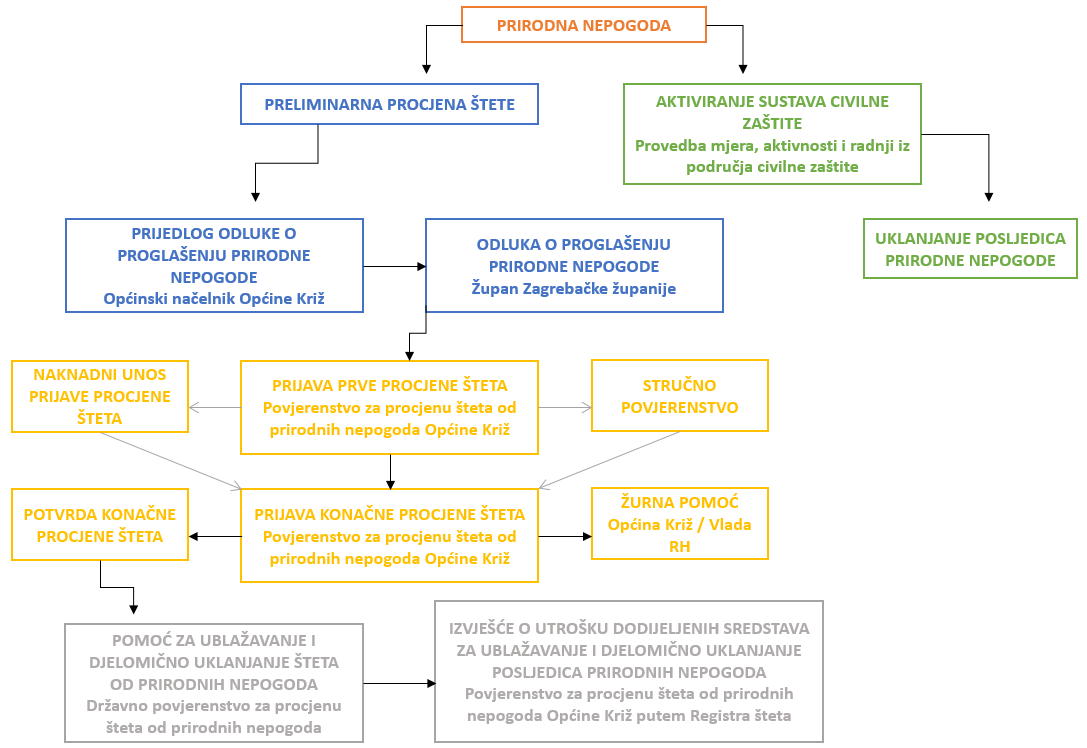 PRIRODNA NEPOGODA
PRELIMINARNA PROCJENA ŠTETE
AKTIVIRANJE SUSTAVA CIVILNE
ZAŠTITE
Provedba mjera, aktivnosti i radnji iz
područja civilne zaštite
PRIJEDLOG ODLUKE O
PROGLAŠENJU PRIRODNE
NEPOGODE
Općinski načelnik Općine Križ
ODLUKA O PROGLAŠENJU
PRIRODNE NEPOGODE
Župan Zagrebačke županije
UKLANJANJE POSLJEDICA
PRIRODNE NEPOGODE
NAKNADNI UNOS
PRIJAVE PROCJENE
ŠTETA
PRIJAVA PRVE PROCJENE ŠTETA
Povjerenstvo za procjenu šteta od
prirodnih nepogoda Općine Križ
STRUČNO
POVJERENSTVO
POTVRDA KONAČNE
PROCJENE ŠTETA
PRIJAVA KONAČNE PROCJENE ŠTETA
Povjerenstvo za procjenu šteta od
prirodnih nepogoda Općine Križ
ŽURNA POMOĆ
Općina Križ / Vlada
RH
POMOĆ ZA UBLAŽAVANJE I
DJELOMIČNO UKLANJANJE ŠTETA
OD PRIRODNIH NEPOGODA
Državno povjerenstvo za procjenu
šteta od prirodnih nepogoda
IZVJEŠĆE O UTROŠKU DODIJELJENIH SREDSTAVA
ZA UBLAŽAVANJE I DJELOMIČNO UKLANJANJE
POSLJEDICA PRIRODNIH NEPOGODA
Povjerenstvo za procjenu šteta od prirodnih
nepogoda Općine Križ putem Registra šteta